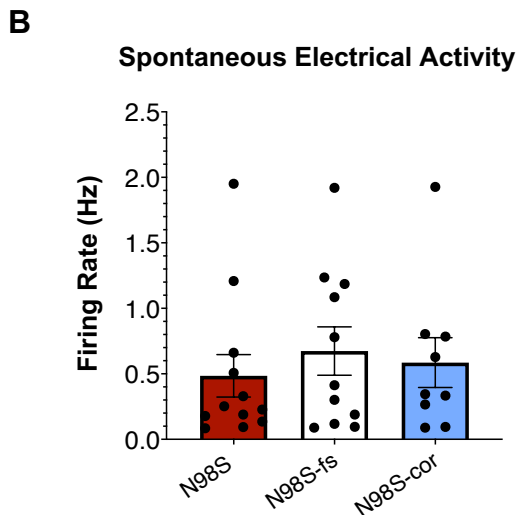 B
Spontaneous Electrical Activity
Firing Rate (Hz)
2.5
2.0
1.5
1.0
0.5
0.0
N98S
N98S-fs
N98S-cor